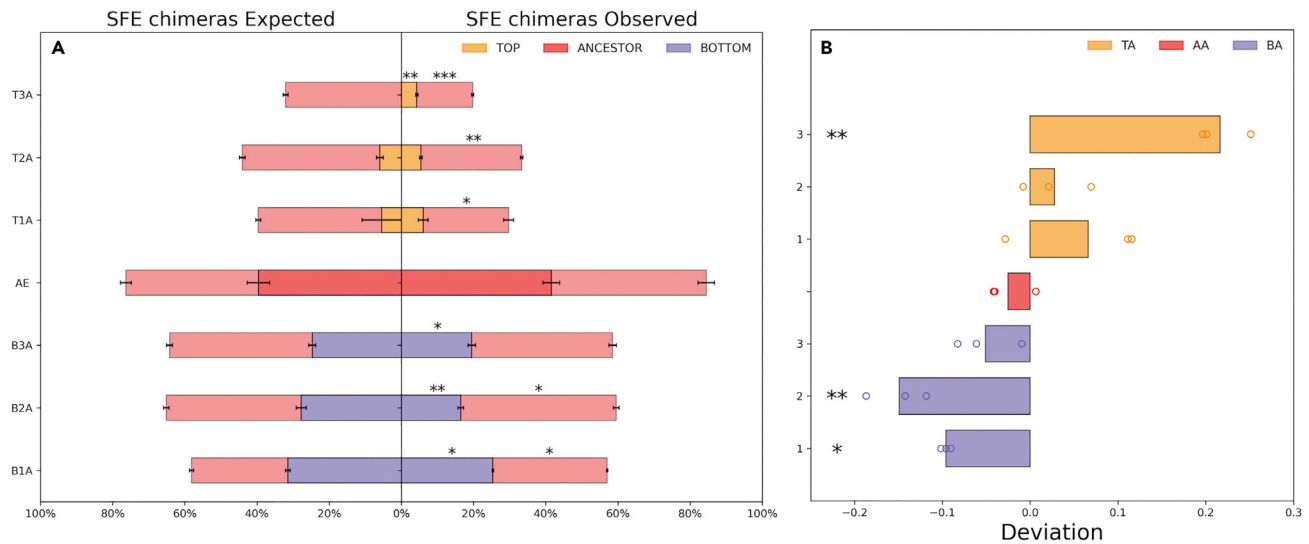 SFE chimeras Expected SFE chimeras Observed
A
TOP ANCESTOR BOTTOM
T3A ** ***
T2A **
T1A *
AE
B3A *
B2A ** *
B1A * *
100% 80% 60% 40% 20% 0% 20% 40% 60% 80% 100%
B
TA AA BA
3 **
2
1
3
2 **
1 *
−0.2 −0.1 0.0 0.1 0.2 0.3
Deviation